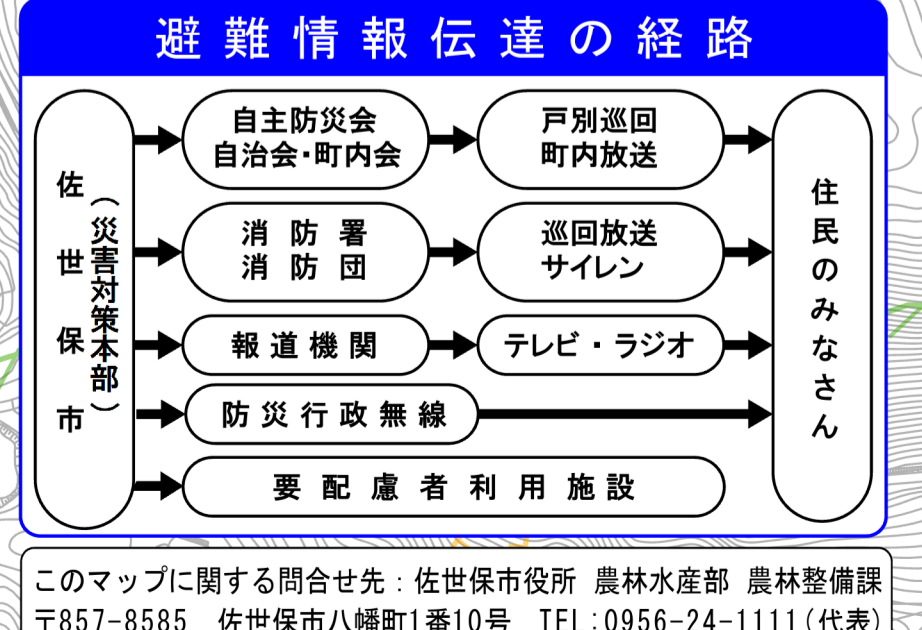 避難情報伝達の経路
佐世保市
(災害対策本部)
自主防災会
自治会・町内会
戸別巡回
町内放送
消防署
消防団
巡回放送
サイレン
報道機関
テレビ・ラジオ
防災行政無線
要配慮者利用施設
住民のみなさん
このマップに関する問合せ先：佐世保市役所 農林水産部 農林整備課
〒857-8585 佐世保市八幡町1番10号 TEL:0956-24-1111(代表)